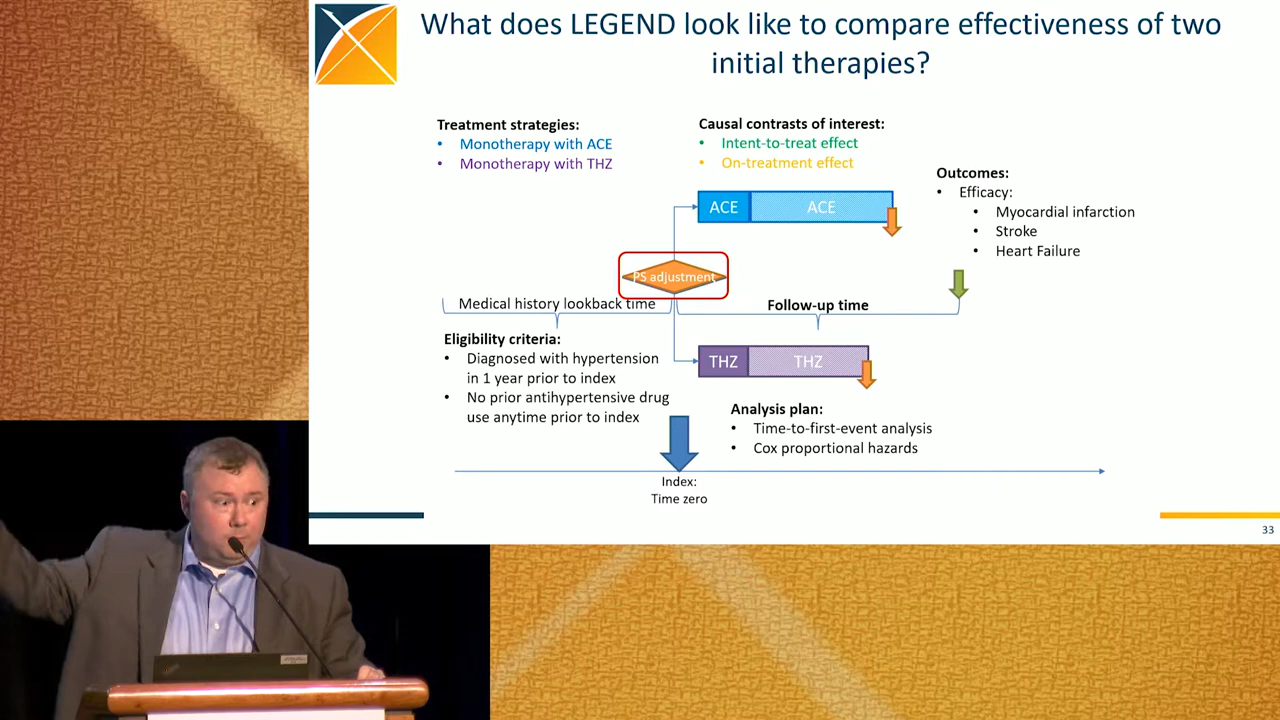 What does LEGEND look like to compare effectiveness of two
initial therapies?
Treatment strategies:
• Monotherapy with ACE
• Monotherapy with THZ
Causal contrasts of interest:
• Intent-to-treat effect
• On-treatment effect
Outcomes:
• Efficacy:
• Myocardial infarction
• Stroke
• Heart Failure
ACE ACE
PS adjustment
Medical history lookback time
Follow-up time
Eligibility criteria:
• Diagnosed with hypertension
in 1 year prior to index
• No prior antihypertensive drug
use anytime prior to index
THZ THZ
Analysis plan:
• Time-to-first-event analysis
• Cox proportional hazards
Index:
Time zero
33